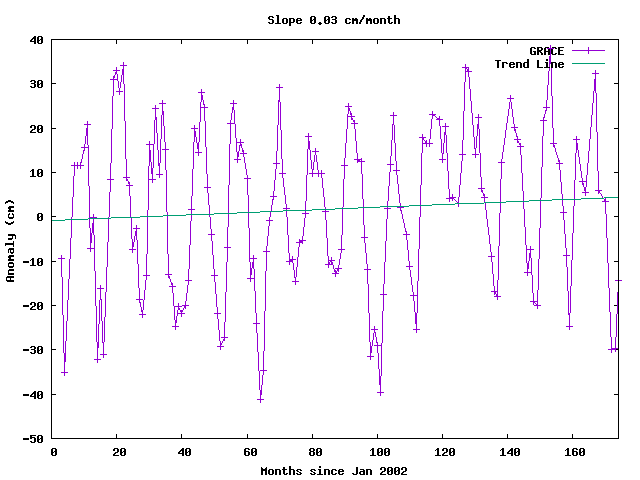 Slope 0.03 cm/month
GRACE
Trend Line
40
30
20
10
0
-10
-20
-30
-40
-50
Anomaly (cm)
0 20 40 60 80 100 120 140 160
Months since Jan 2002